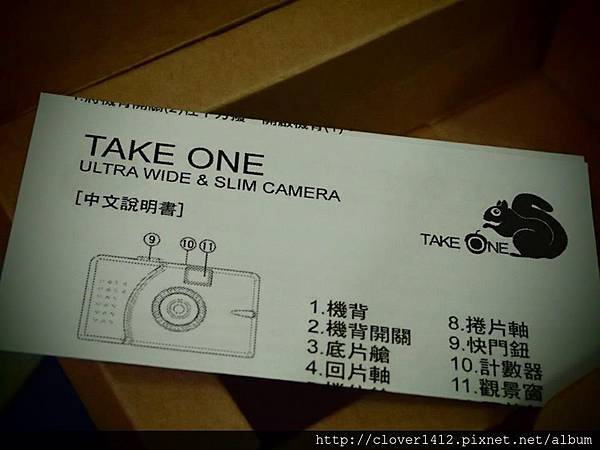 TAKE ONE
ULTRA WIDE & SLIM CAMERA
[中文說明書]
TAKE ONE
⑨ ⑩ ⑪
1.機背
2.機背開關
3.底片艙
4.回片軸
8.捲片軸
9.快門鈕
10.計數器
11.觀景窗
http://clover1412.pixnet.net/album